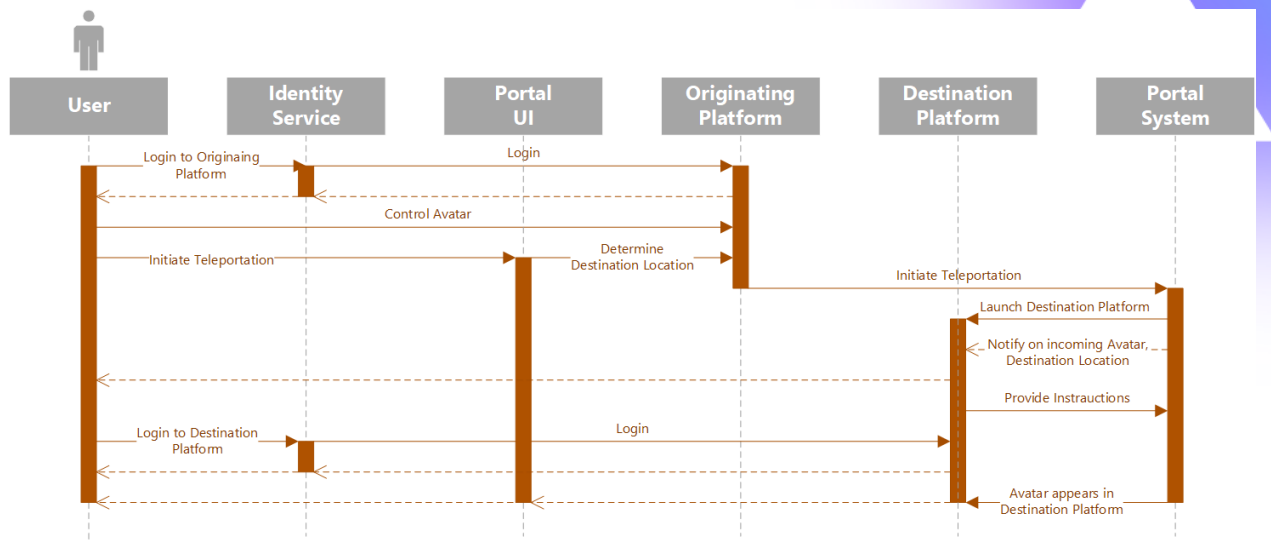 User
Identity
Service
Portal
UI
Originating
Platform
Destination
Platform
Portal
System
Login to Originaing
Platform
Login
Control Avatar
Initiate Teleportation
Determine
Destination Location
Initiate Teleportation
Launch Destination Platform
Notify on incoming Avatar,
Destination Location
Provide Instrauctions
Login to Destination
Platform
Login
Avatar appears in
Destination Platform